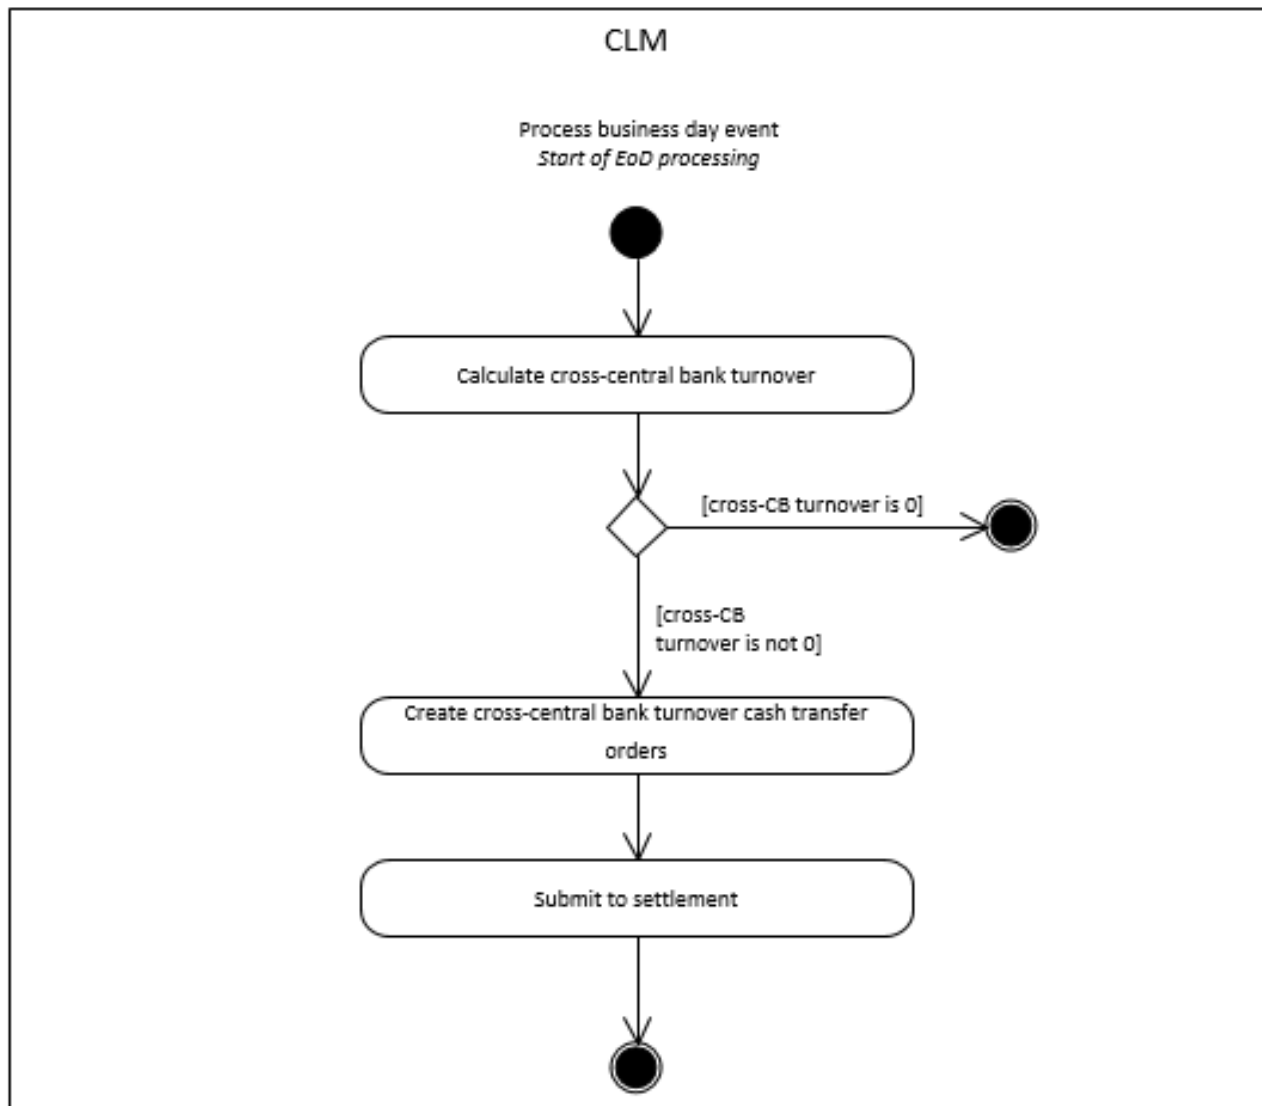 CLM
Process business day event
Start of EoD processing
Calculate cross-central bank turnover
[cross-CB turnover is 0]
[cross-CB
turnover is not 0]
Create cross-central bank turnover cash transfer
orders
Submit to settlement